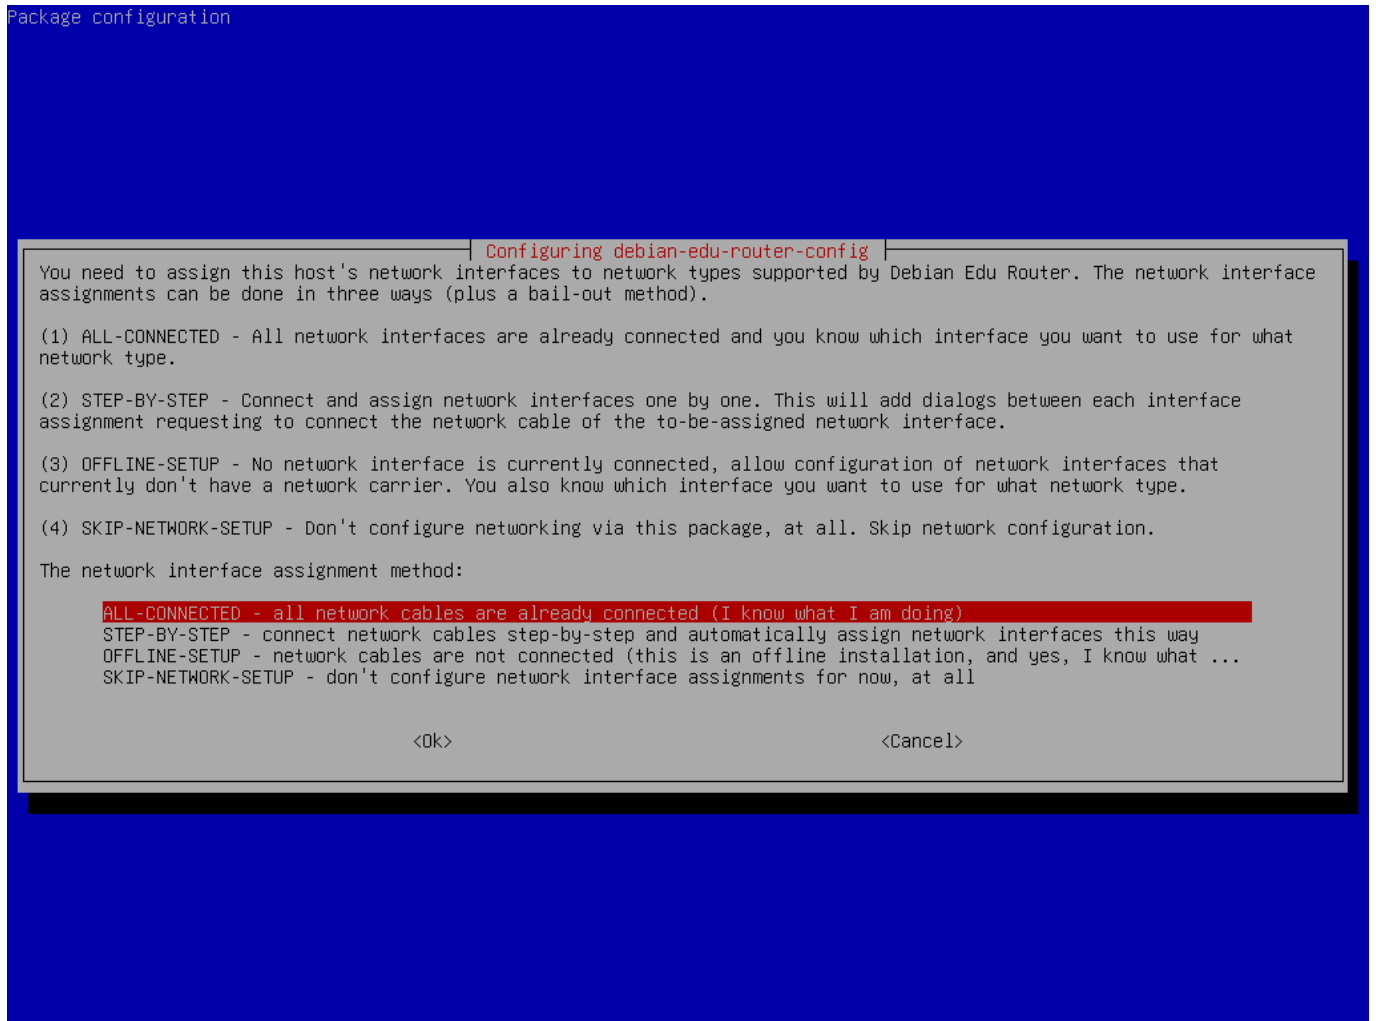 Package configuration
Configuring debian-edu-router-config
You need to assign this host's network interfaces to network types supported by Debian Edu Router. The network interface
assignments can be done in three ways (plus a bail-out method).
(1) ALL-CONNECTED - All network interfaces are already connected and you know which interface you want to use for what
network type.
(2) STEP-BY-STEP - Connect and assign network interfaces one by one. This will add dialogs between each interface
assignment requesting to connect the network cable of the to-be-assigned network interface.
(3) OFFLINE-SETUP - No network interface is currently connected, allow configuration of network interfaces that
currently don't have a network carrier. You also know which interface you want to use for what network type.
(4) SKIP-NETWORK-SETUP - Don't configure networking via this package, at all. Skip network configuration.
The network interface assignment method:
ALL-CONNECTED - all network cables are already connected (I know what I am doing)
STEP-BY-STEP - connect network cables step-by-step and automatically assign network interfaces this way
OFFLINE-SETUP - network cables are not connected (this is an offline installation, and yes, I know what ...
SKIP-NETWORK-SETUP - don't configure network interface assignments for now, at all
<Ok> <Cancel>